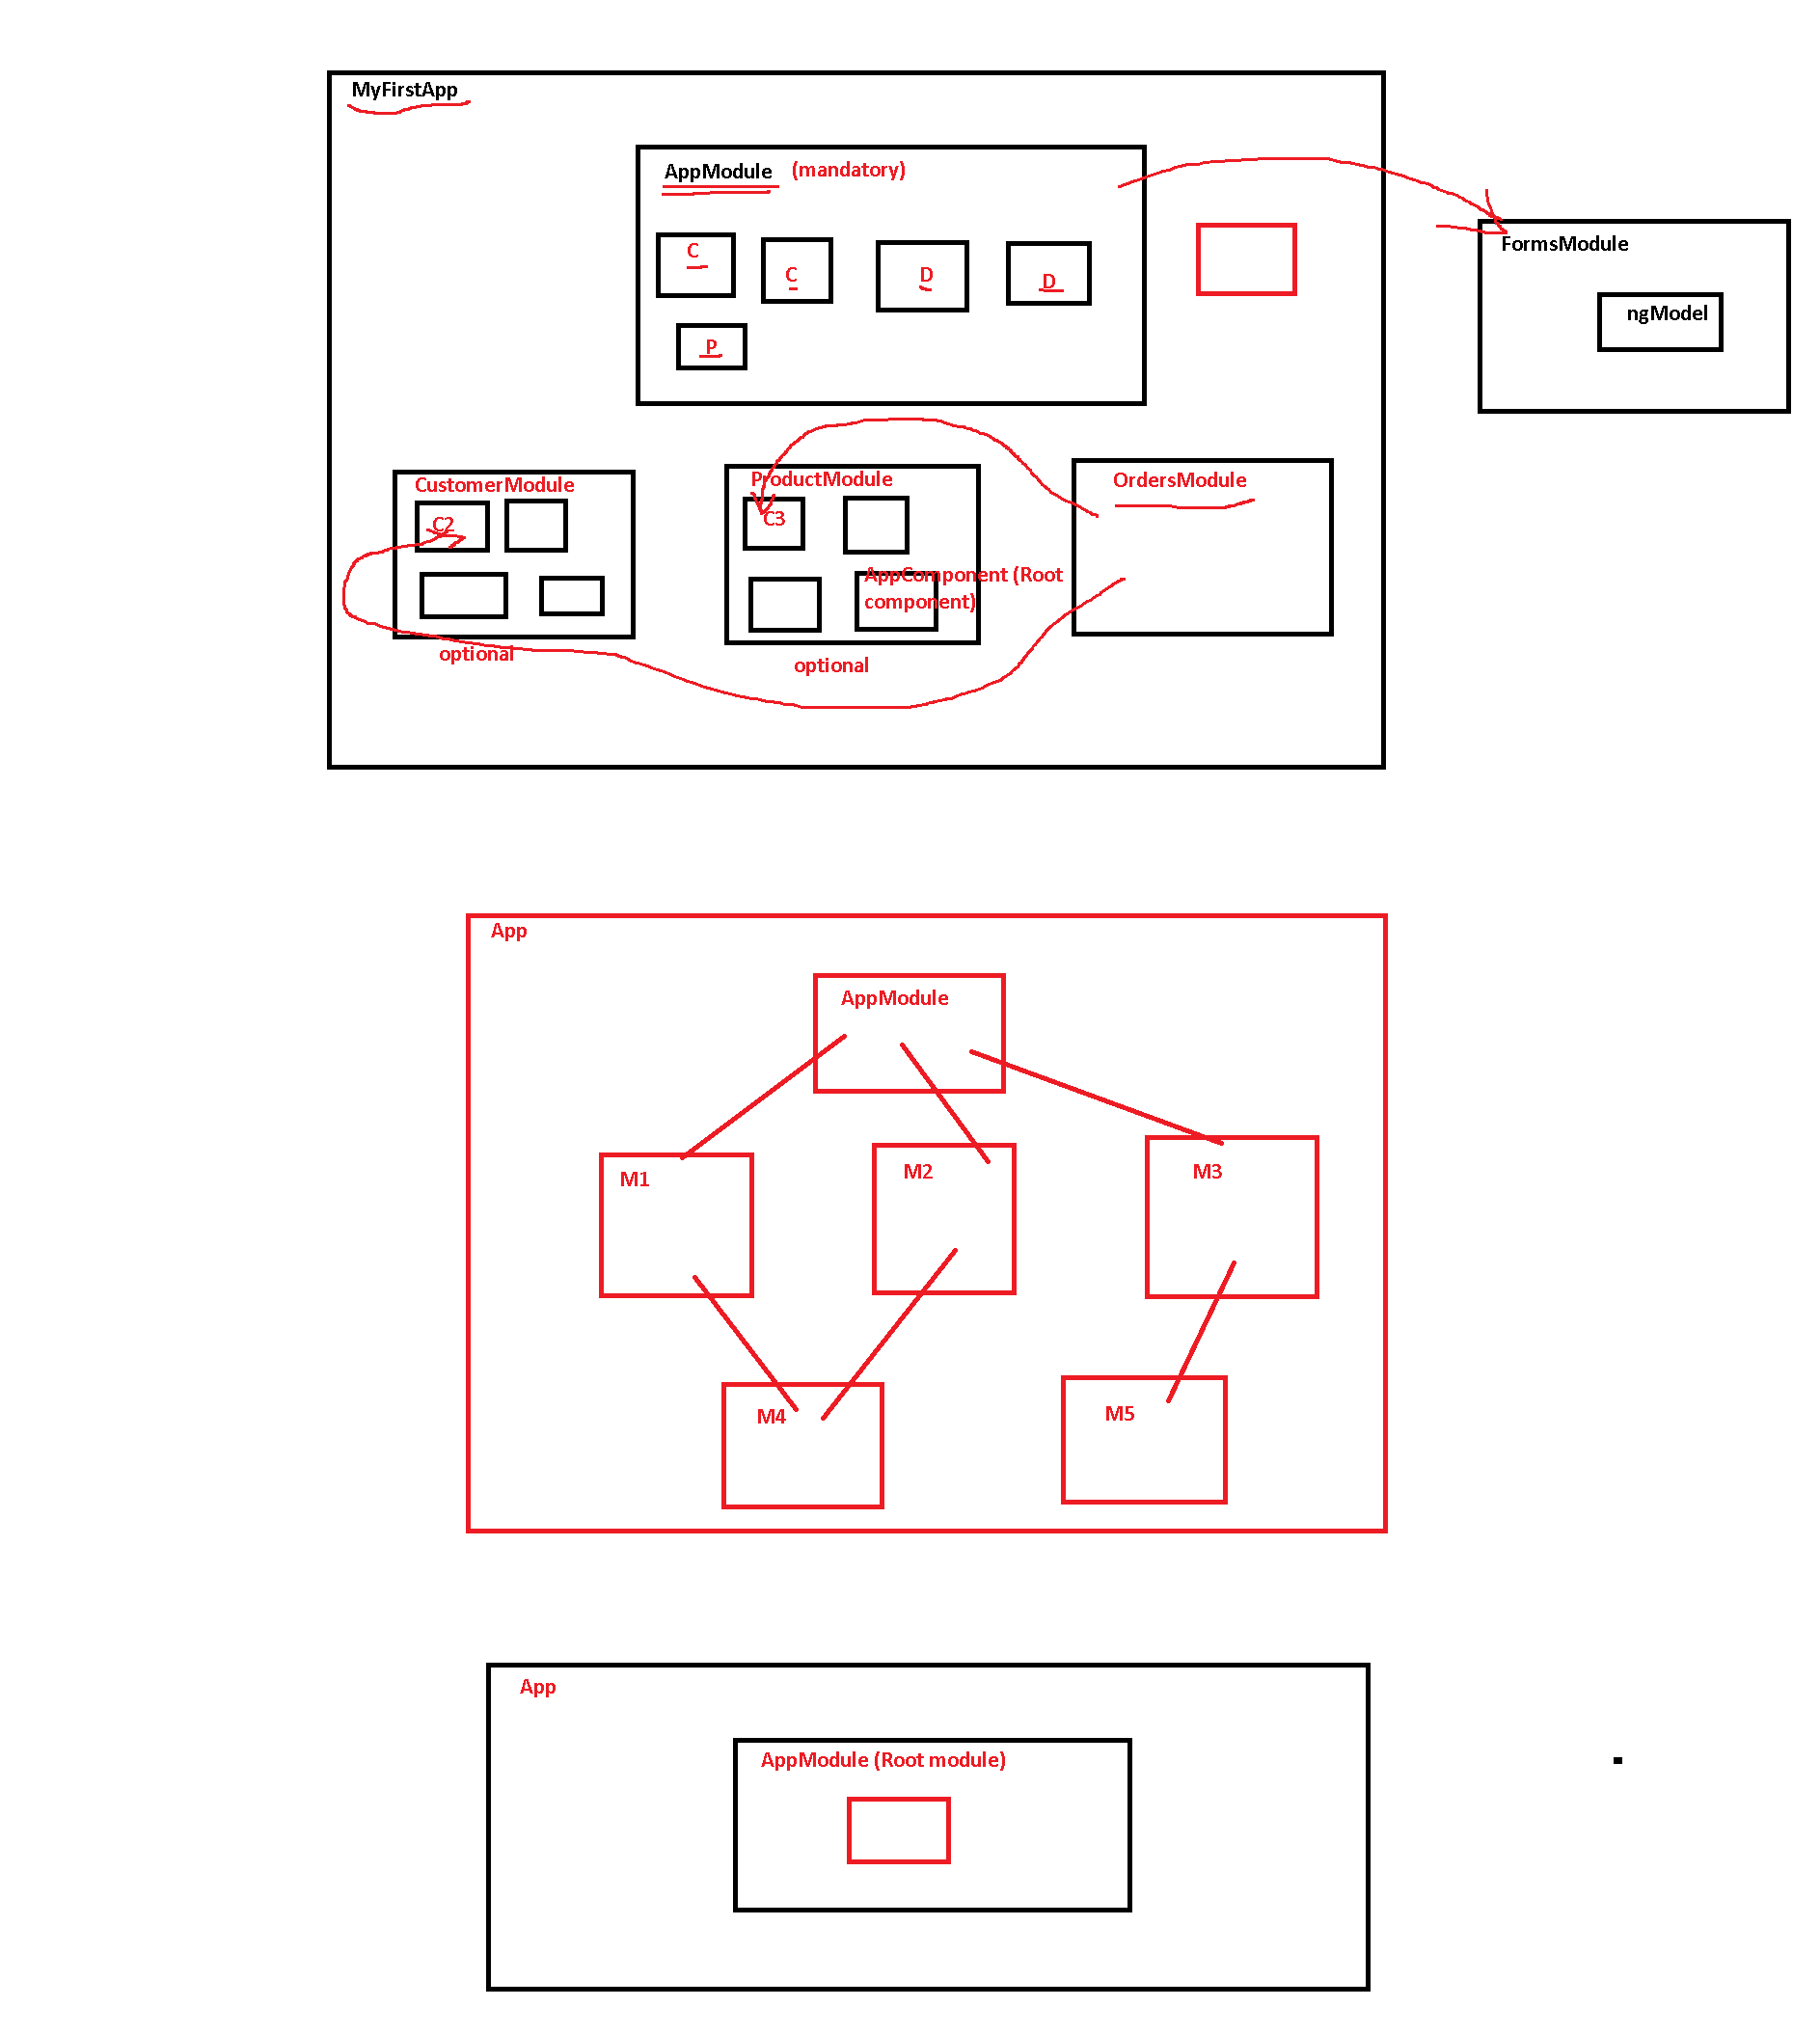 MyFirstApp
AppModule (mandatory)
C
C
D
D
P
FormsModule
ngModel
CustomerModule
C2
optional
ProductModule
C3
AppComponent (Root
component)
optional
OrdersModule
App
AppModule
M1
M2
M3
M4
M5
App
AppModule (Root module)